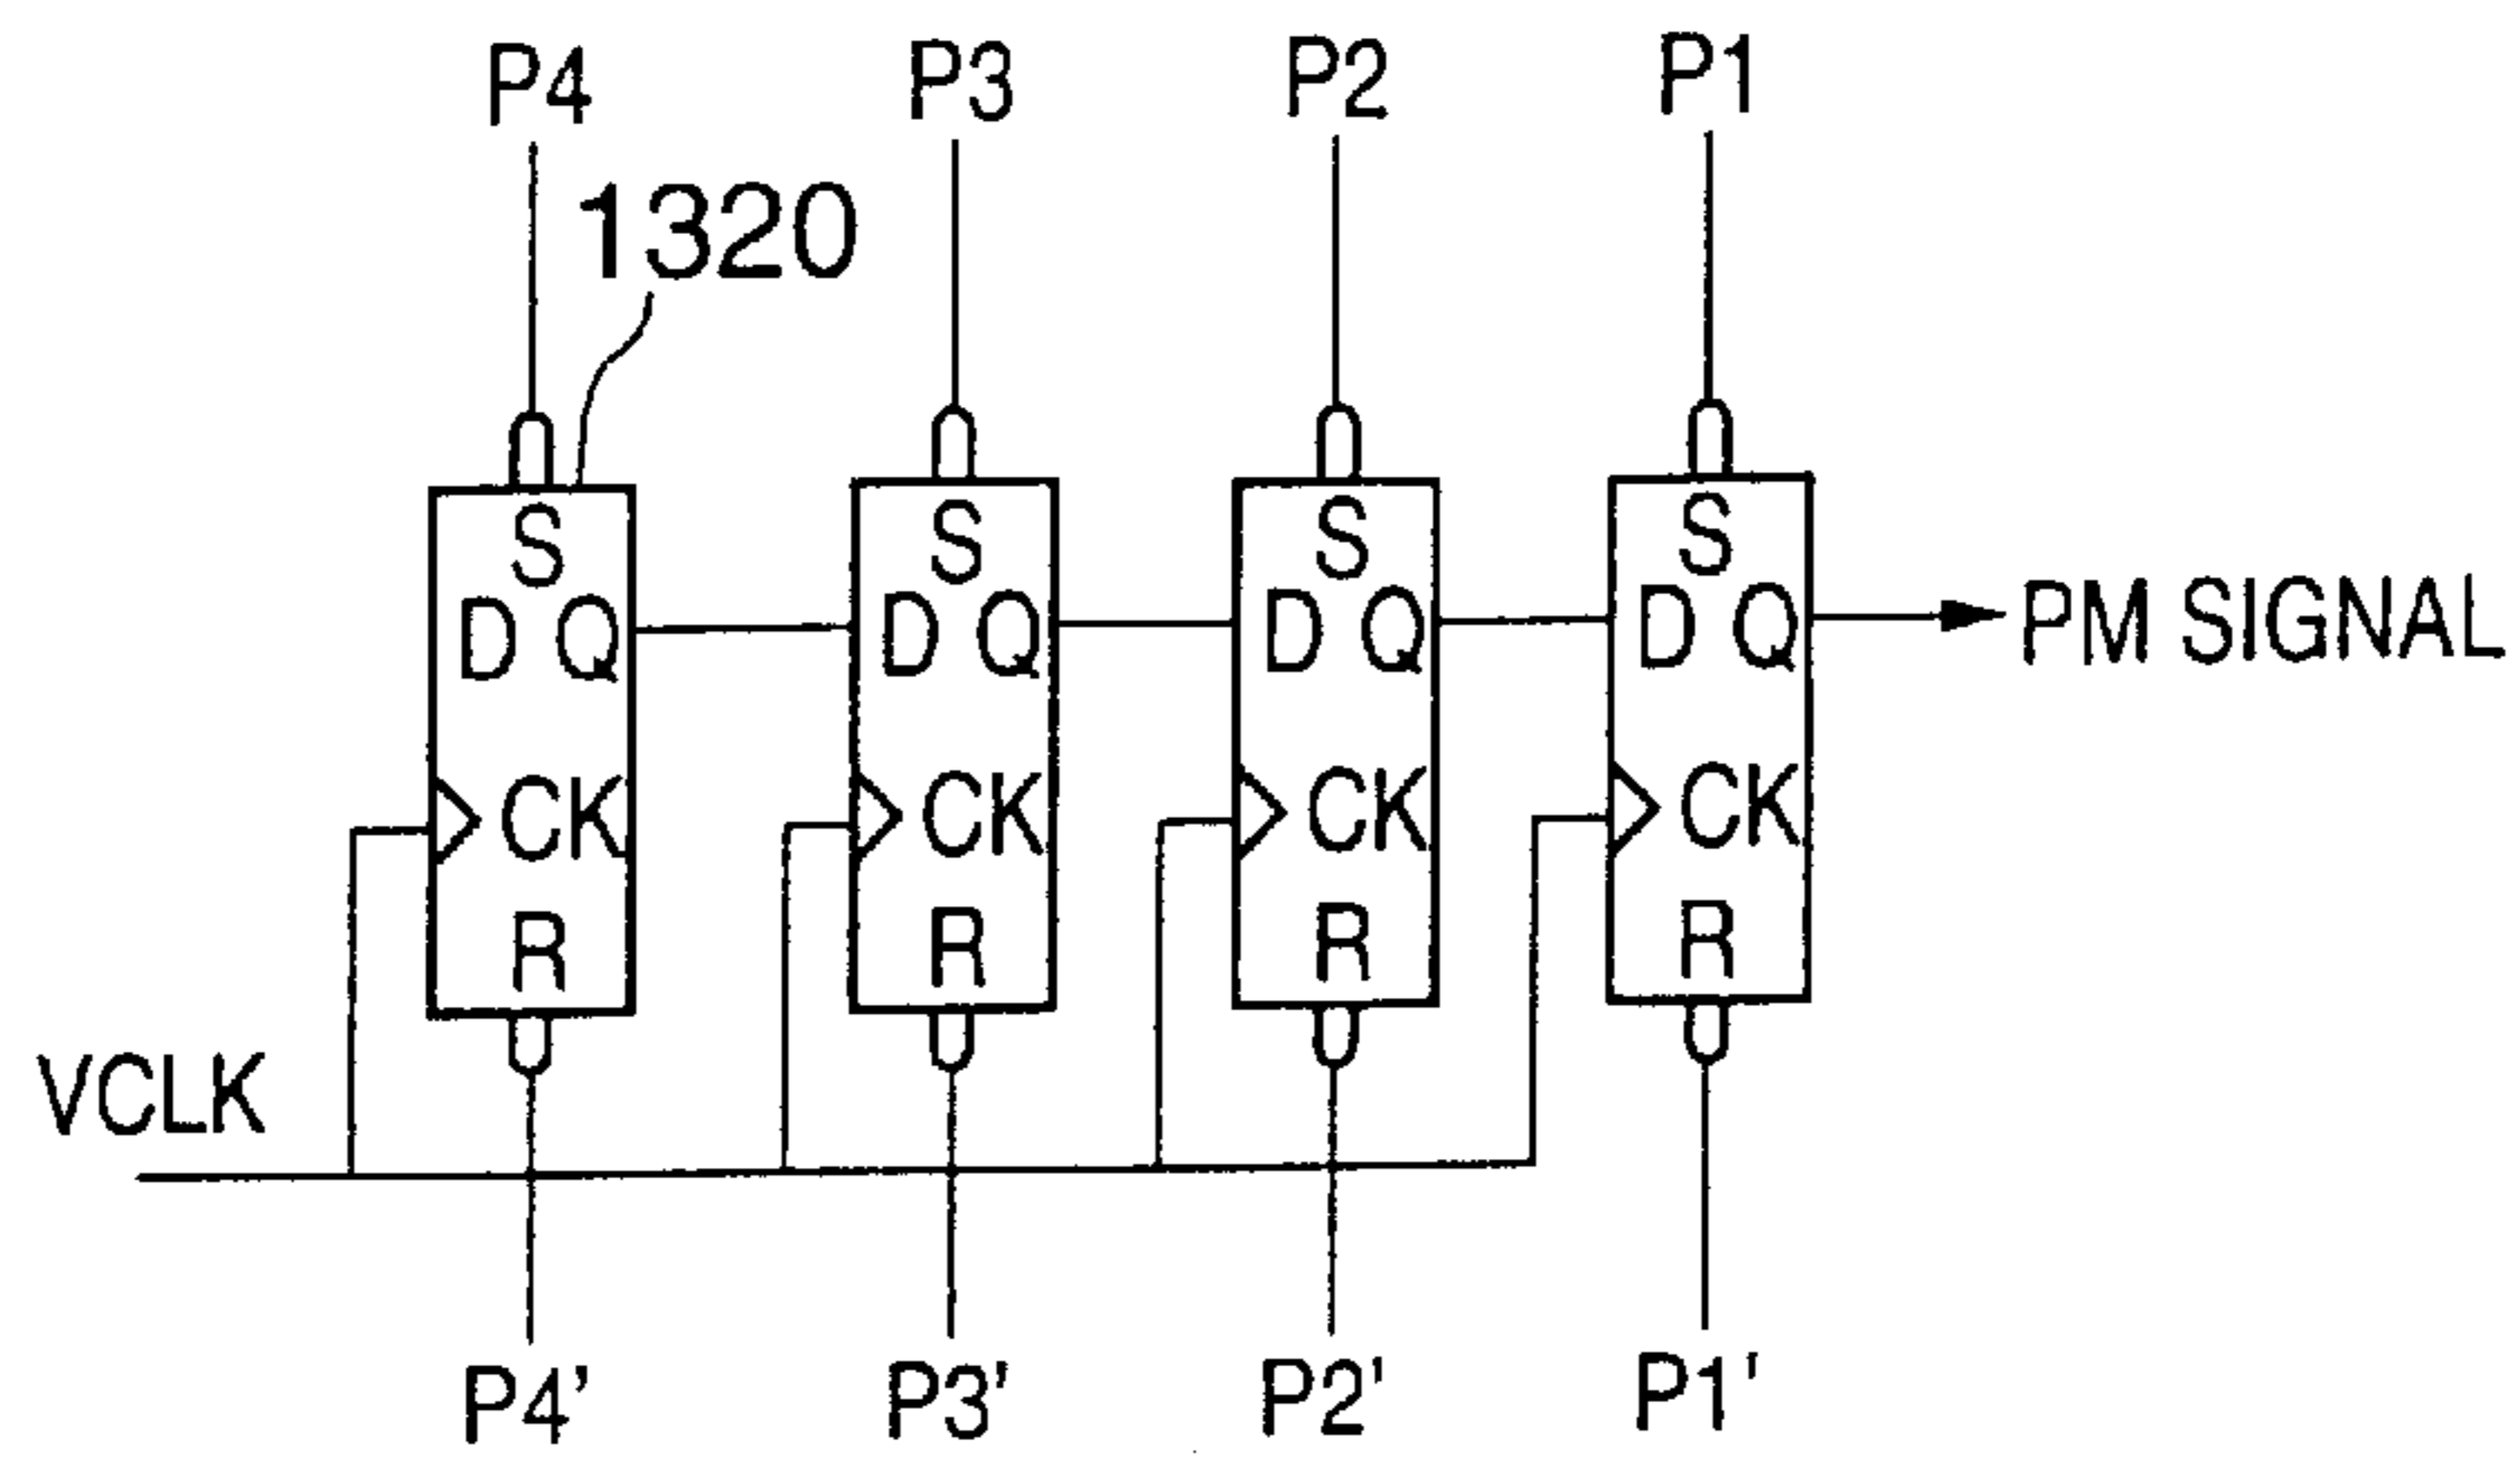 P4 P3 P2 P1
1320
S S S S
D Q D Q D Q D Q PM SIGNAL
CK CK CK CK
R R R R
VCLK
P4' P3' P2' P1'